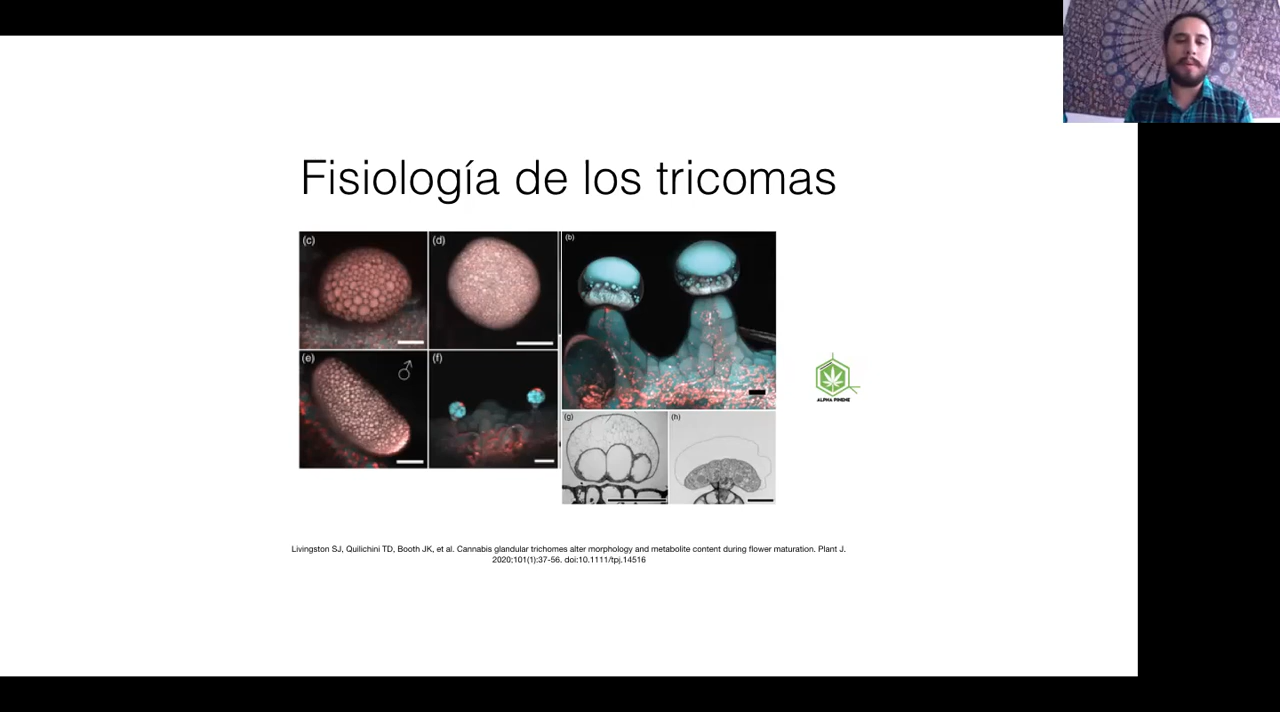 Fisiología de los tricomas
(c)
(d)
(b)
(e)
(f)
(g)
(h)
ALPHA PINENE
Livingston SJ, Quilichini TD, Booth JK, et al. Cannabis glandular trichomes alter morphology and metabolite content during flower maturation. Plant J.
2020;101(1):37-56. doi:10.1111/tpj.14516